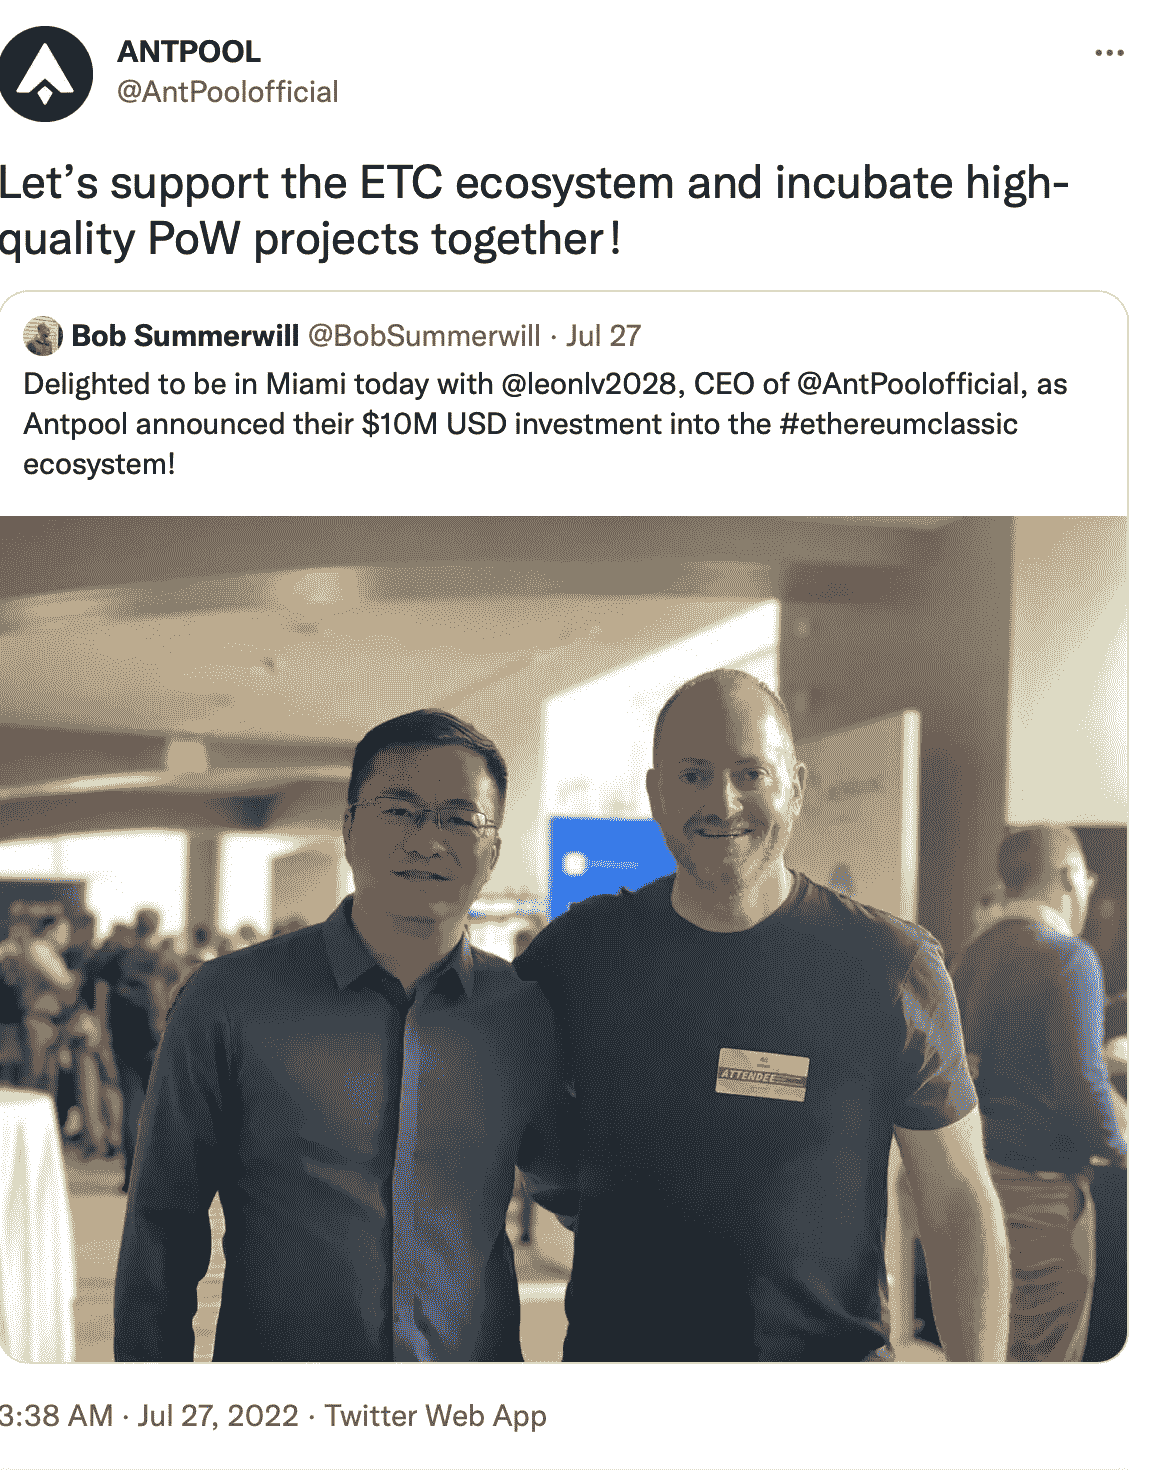 ANTPOOL
@AntPoolofficial
Let’s support the ETC ecosystem and incubate high-
quality PoW projects together!
Bob Summerwill @BobSummerwill · Jul 27
Delighted to be in Miami today with @leonlv2028, CEO of @AntPoolofficial, as
Antpool announced their $10M USD investment into the #ethereumclassic
ecosystem!
ATTENDEE
3:38 AM · Jul 27, 2022 · Twitter Web App